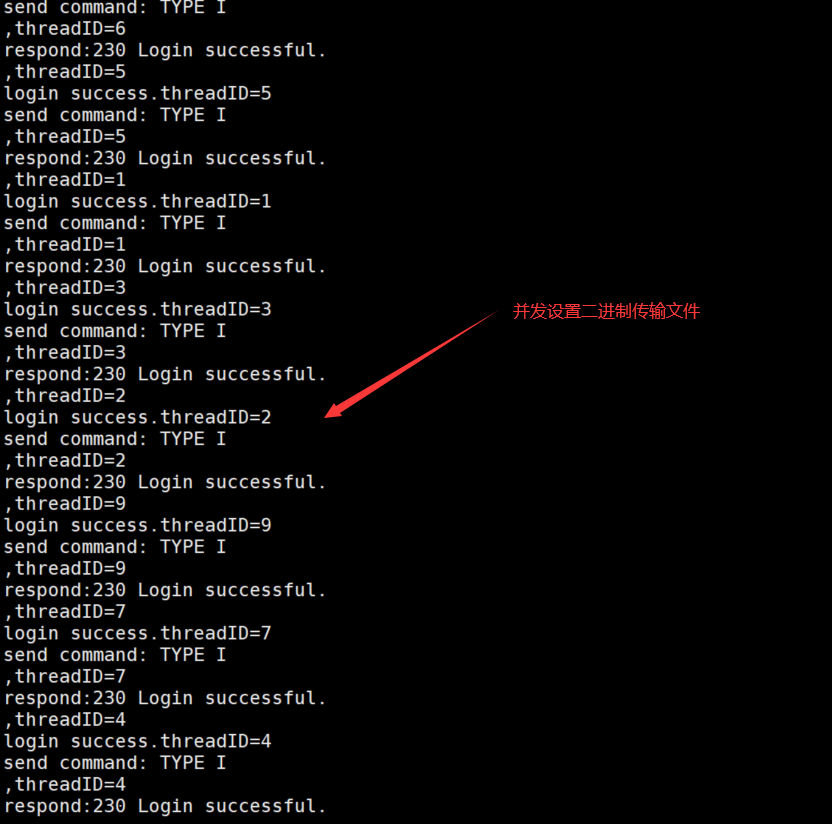 send command: TYPE I
,threadID=6
respond:230 Login successful.
,threadID=5
login success.threadID=5
send command: TYPE I
,threadID=5
respond:230 Login successful.
,threadID=1
login success.threadID=1
send command: TYPE I
,threadID=1
respond:230 Login successful.
,threadID=3
login success.threadID=3
并发设置二进制传输文件
send command: TYPE I
,threadID=3
respond:230 Login successful.
,threadID=2
login success.threadID=2
send command: TYPE I
,threadID=2
respond:230 Login successful.
,threadID=9
login success.threadID=9
send command: TYPE I
,threadID=9
respond:230 Login successful.
,threadID=7
login success.threadID=7
send command: TYPE I
,threadID=7
respond:230 Login successful.
,threadID=4
login success.threadID=4
send command: TYPE I
,threadID=4
respond:230 Login successful.